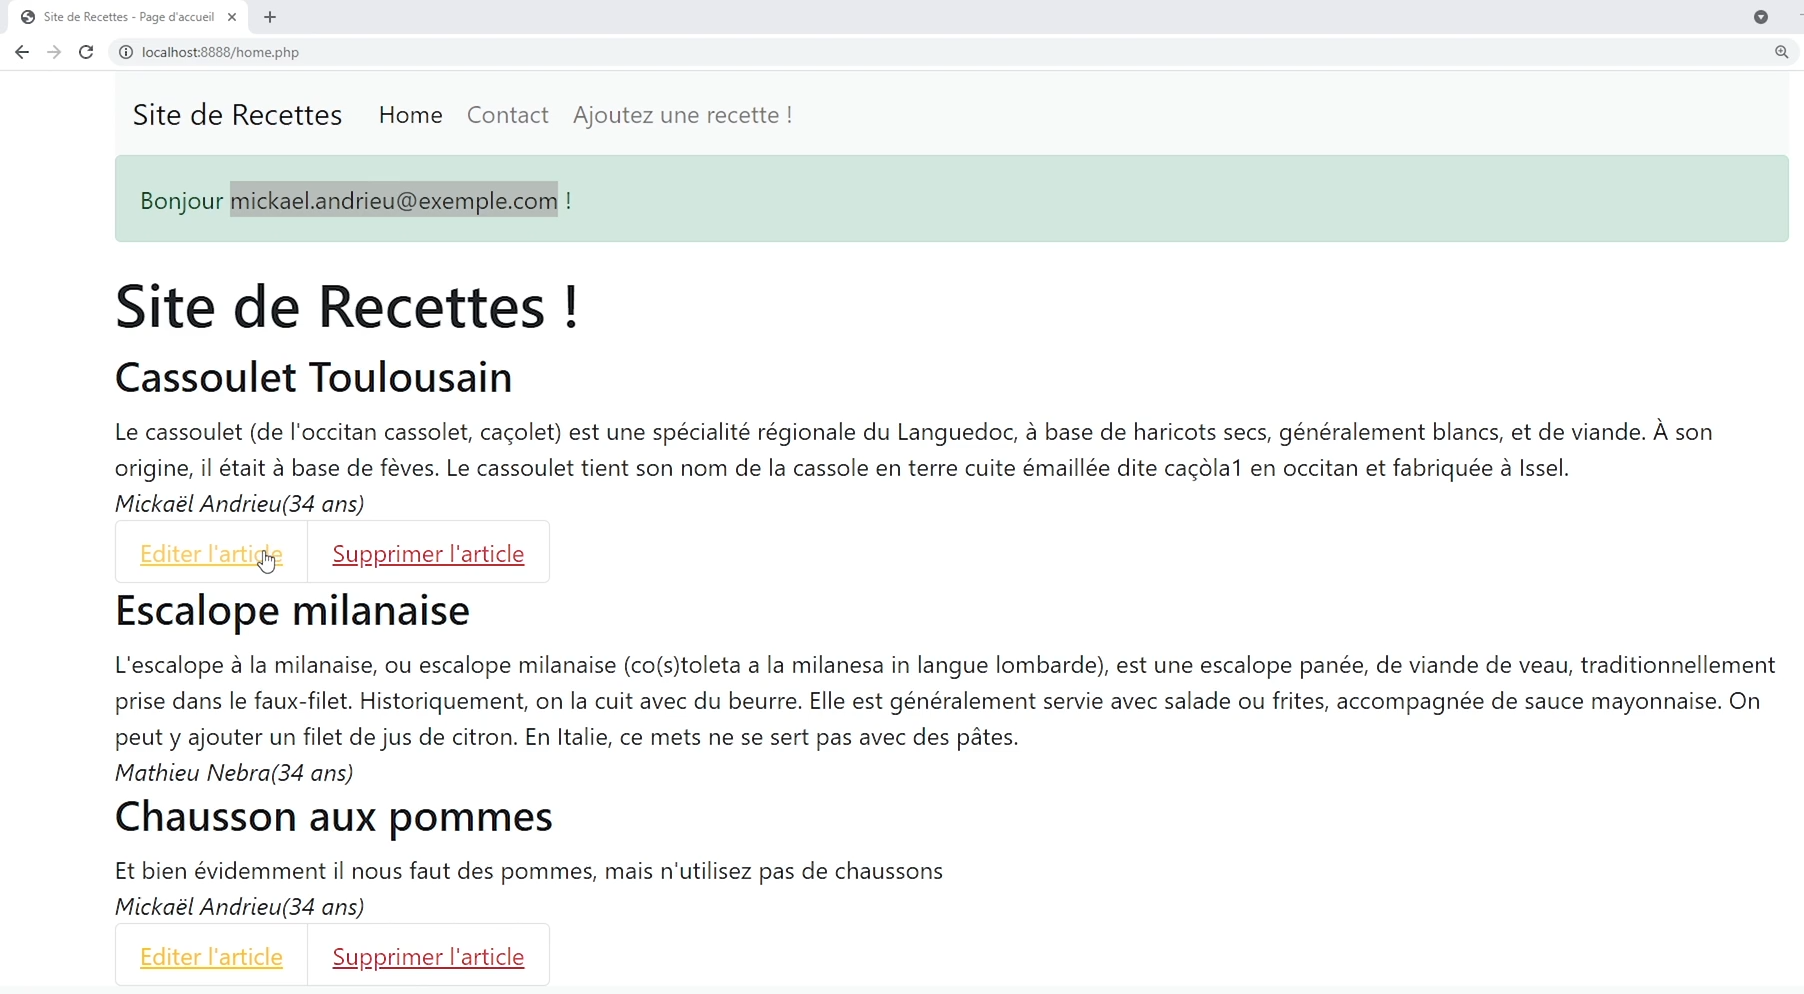 Site de Recettes - Page d'accueil
localhost:8888/home.php
Site de Recettes Home Contact Ajoutez une recette !
Bonjour mickael.andrieu@exemple.com !
Site de Recettes !
Cassoulet Toulousain
Le cassoulet (de l'occitan cassolet, caçolet) est une spécialité régionale du Languedoc, à base de haricots secs, généralement blancs, et de viande. À son
origine, il était à base de fèves. Le cassoulet tient son nom de la cassole en terre cuite émaillée dite caçòla1 en occitan et fabriquée à Issel.
Mickaël Andrieu(34 ans)
Editer l'article Supprimer l'article
Escalope milanaise
L'escalope à la milanaise, ou escalope milanaise (co(s)toleta a la milanesa in langue lombarde), est une escalope panée, de viande de veau, traditionnellement
prise dans le faux-filet. Historiquement, on la cuit avec du beurre. Elle est généralement servie avec salade ou frites, accompagnée de sauce mayonnaise. On
peut y ajouter un filet de jus de citron. En Italie, ce mets ne se sert pas avec des pâtes.
Mathieu Nebra(34 ans)
Chausson aux pommes
Et bien évidemment il nous faut des pommes, mais n'utilisez pas de chaussons
Mickaël Andrieu(34 ans)
Editer l'article Supprimer l'article